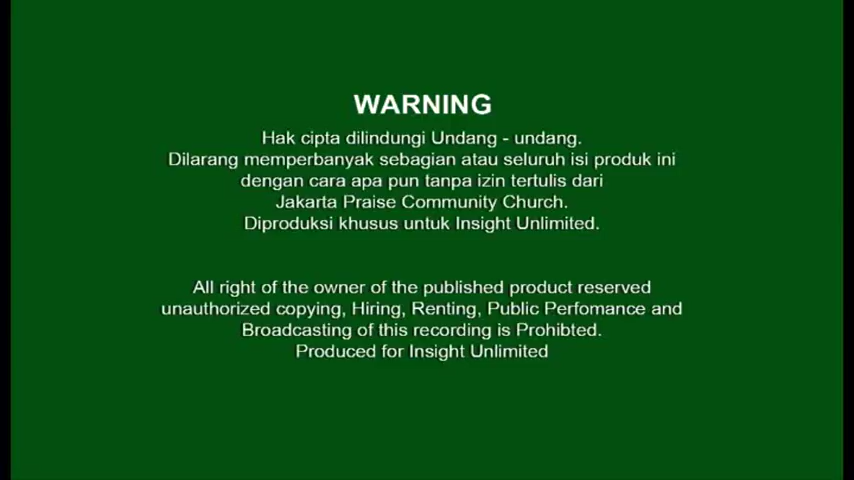 WARNING
Hak cipta dilindungi Undang - undang.
Dilarang memperbanyak sebagian atau seluruh isi produk ini
dengan cara apa pun tanpa izin tertulis dari
Jakarta Praise Community Church.
Diproduksi khusus untuk Insight Unlimited.
All right of the owner of the published product reserved
unauthorized copying, Hiring, Renting, Public Perfomance and
Broadcasting of this recording is Prohibted.
Produced for Insight Unlimited